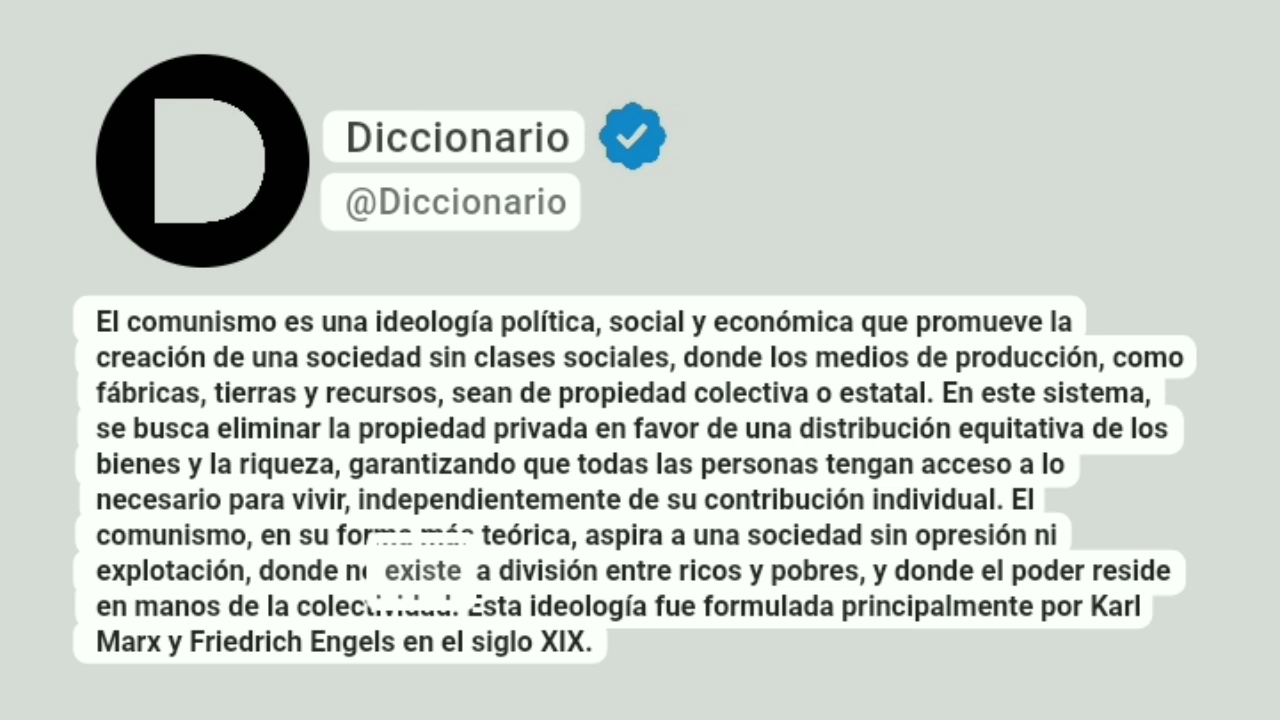 D
Diccionario
@Diccionario
El comunismo es una ideología política, social y económica que promueve la
creación de una sociedad sin clases sociales, donde los medios de producción, como
fábricas, tierras y recursos, sean de propiedad colectiva o estatal. En este sistema,
se busca eliminar la propiedad privada en favor de una distribución equitativa de los
bienes y la riqueza, garantizando que todas las personas tengan acceso a lo
necesario para vivir, independientemente de su contribución individual. El
comunismo, en su forma más teórica, aspira a una sociedad sin opresión ni
explotación, donde existe a división entre ricos y pobres, y donde el poder reside
en manos de la colectividad. Esta ideología fue formulada principalmente por Karl
Marx y Friedrich Engels en el siglo XIX.